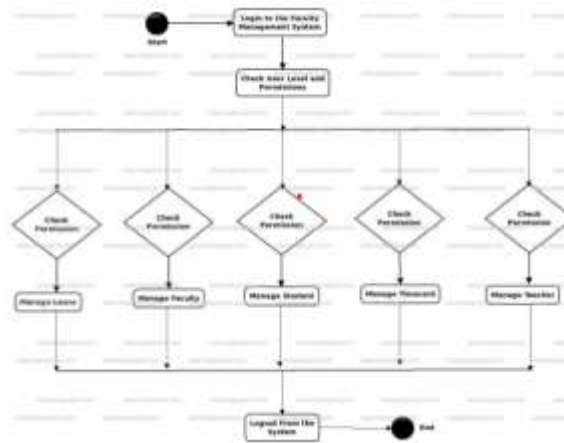 Login to the Faculty
Management System
Start
Check User Level and
Permissions
Check
Permission
Check
Permission
Check
Permission
Check
Permission
Check
Permission
Manage Leave
Manage Faculty
Manage Student
Manage Timecard
Manage Teacher
Logout From the
System
End